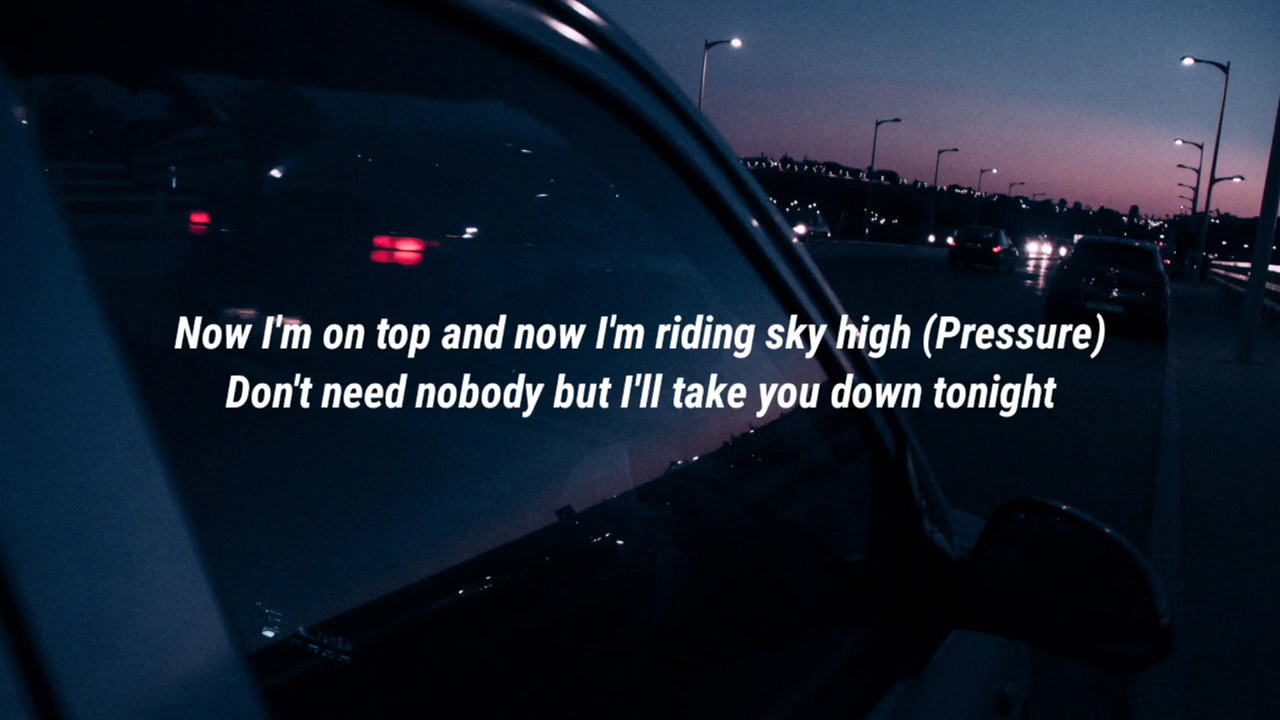 Now I'm on top and now I'm riding sky high (Pressure)
Don't need nobody but I'll take you down tonight